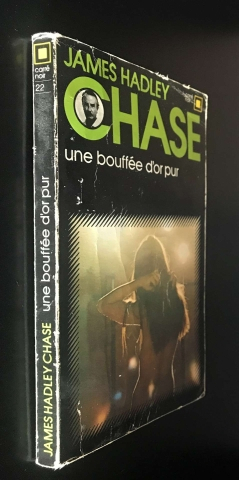 carré
noir
22
JAMES HADLEY CHASE une bouffée d'or pur
JAMES HADLEY
CHASE
une bouffée d'or pur